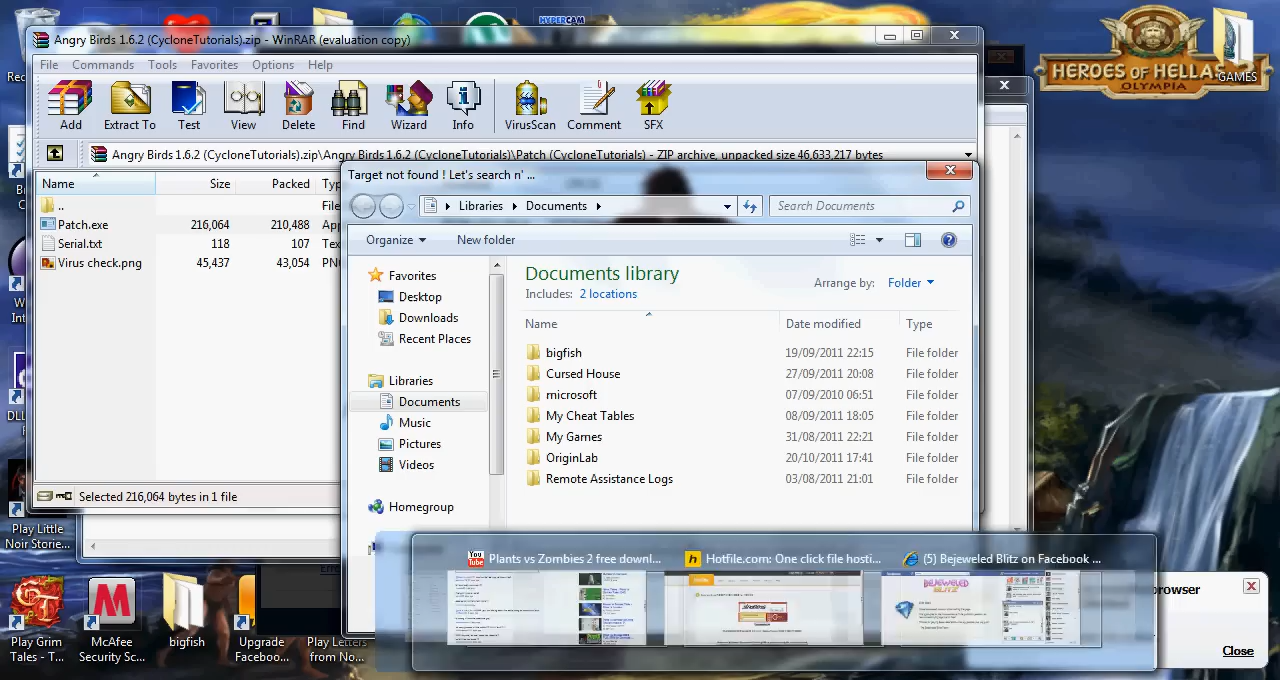 HYPERCAM
Angry Birds 1.6.2 (CycloneTutorials).zip - WinRAR (evaluation copy)
File Commands Tools Favorites Options Help
Add Extract To Test View Delete Find Wizard Info VirusScan Comment SFX
Angry Birds 1.6.2 (CycloneTutorials).zip\Angry Birds 1.6.2 (CycloneTutorials)\Patch (CycloneTutorials) - ZIP archive, unpacked size 46,633,217 bytes
Name Size Packed
..
Patch.exe 216,064 210,488
Serial.txt 118 107
Virus check.png 45,437 43,054
Selected 216,064 bytes in 1 file
HEROES OF HELLAS
OLYMPIA
GAMES
Target not found ! Let's search n' ...
Libraries Documents
Search Documents
Organize New folder
Favorites
Desktop
Downloads
Recent Places
Libraries
Documents
Music
Pictures
Videos
Homegroup
Documents library
Includes: 2 locations
Arrange by: Folder
Name Date modified Type
bigfish 19/09/2011 22:15 File folder
Cursed House 27/09/2011 20:08 File folder
microsoft 07/09/2010 06:51 File folder
My Cheat Tables 08/09/2011 18:05 File folder
My Games 31/08/2011 22:21 File folder
OriginLab 20/10/2011 17:41 File folder
Remote Assistance Logs 03/08/2011 21:01 File folder
Plants vs Zombies 2 free downl...
Hotfile.com: One click file hosti...
(5) Bejeweled Blitz on Facebook ...
You Tube
BEJEWELED
BLITZ
Close
Play Little
Noir Storie...
Play Grim
Tales - T...
McAfee
Security Sc...
bigfish
Upgrade
Faceboo...
Play Letters
from No...